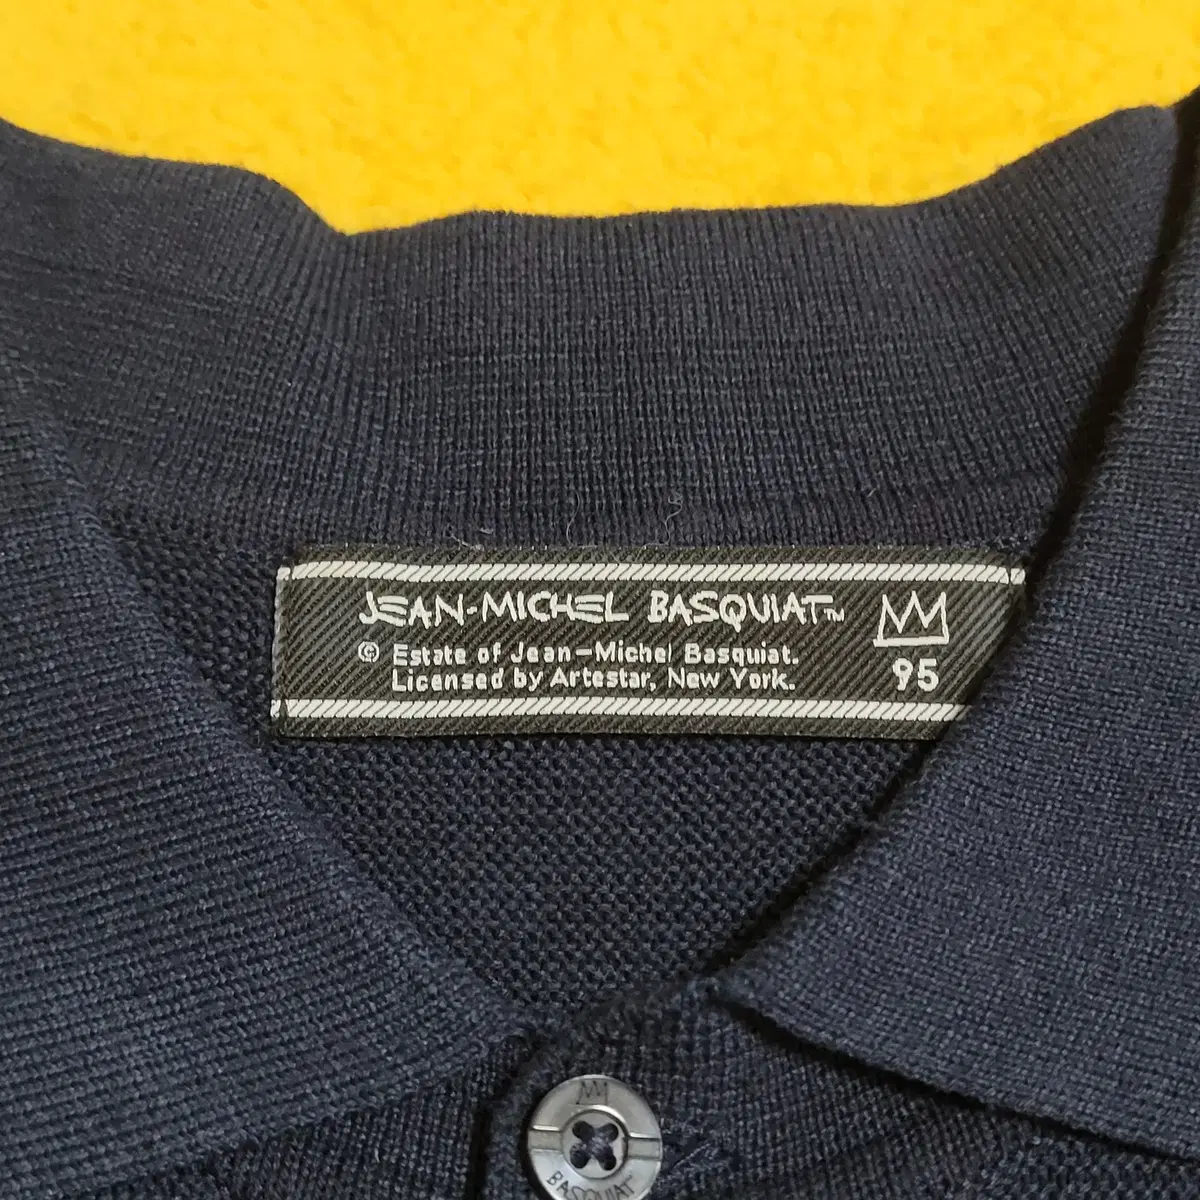 JEAN-MICHEL BASQUIAT™
© Estate of Jean-Michel Basquiat.
Licensed by Artestar, New York.
95
BASQUIAT